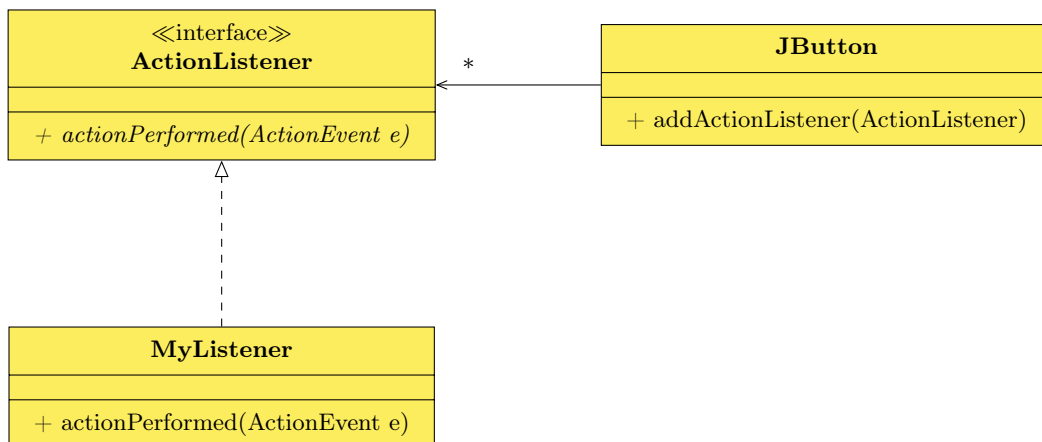 ≪interface≫
ActionListener
+ actionPerformed(ActionEvent e)
*
JButton
+ addActionListener(ActionListener)
MyListener
+ actionPerformed(ActionEvent e)